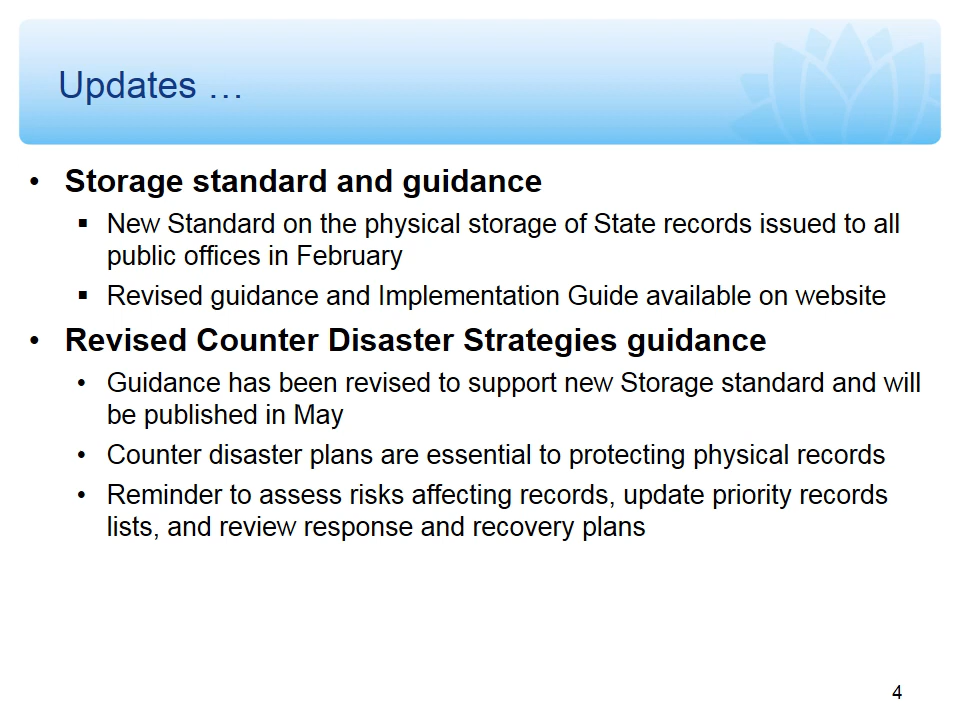 Updates …
• Storage standard and guidance
▪ New Standard on the physical storage of State records issued to all
public offices in February
▪ Revised guidance and Implementation Guide available on website
• Revised Counter Disaster Strategies guidance
• Guidance has been revised to support new Storage standard and will
be published in May
• Counter disaster plans are essential to protecting physical records
• Reminder to assess risks affecting records, update priority records
lists, and review response and recovery plans
4